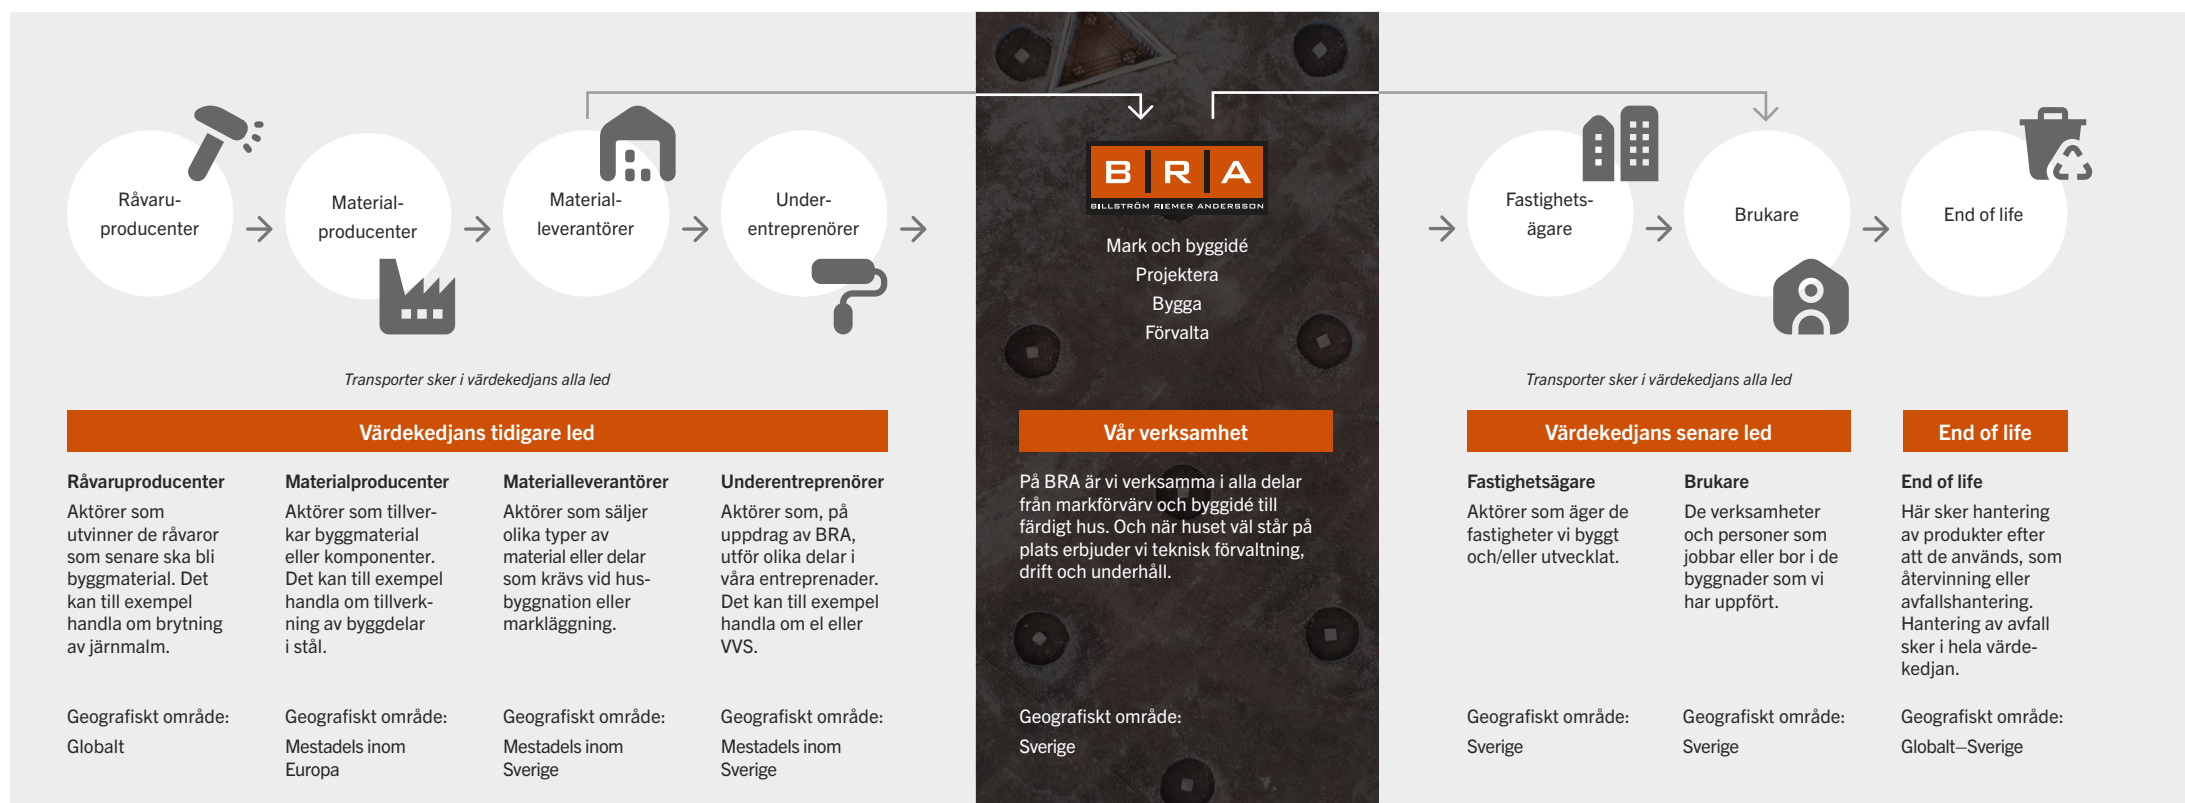 Råvaru-
producenter
Material-
producenter
Material-
leverantörer
Under-
entreprenörer
B|R|A
BILLSTRÖM RIEMER ANDERSSON
Mark och byggidé
Projektera
Bygga
Förvalta
Fastighets-
ägare
Brukare
End of life
Transporter sker i värdekedjans alla led
Transporter sker i värdekedjans alla led
Värdekedjans tidigare led
Råvaruproducenter
Aktörer som
utvinner de råvaror
som senare ska bli
byggmaterial. Det
kan till exempel
handla om brytning
av järnmalm.
Geografiskt område:
Globalt
Materialproducenter
Aktörer som tillver-
kar byggmaterial
eller komponenter.
Det kan till exempel
handla om tillverk-
ning av byggdelar
i stål.
Geografiskt område:
Mestadels inom
Europa
Materialleverantörer
Aktörer som säljer
olika typer av
material eller delar
som krävs vid hus-
byggnation eller
markläggning.
Geografiskt område:
Mestadels inom
Sverige
Underentreprenörer
Aktörer som, på
uppdrag av BRA,
utför olika delar i
våra entreprenader.
Det kan till exempel
handla om el eller
VVS.
Geografiskt område:
Mestadels inom
Sverige
Vår verksamhet
På BRA är vi verksamma i alla delar
från markförvärv och byggidé till
färdigt hus. Och när huset väl står på
plats erbjuder vi teknisk förvaltning,
drift och underhåll.
Geografiskt område:
Sverige
Värdekedjans senare led
Fastighetsägare
Aktörer som äger de
fastigheter vi byggt
och/eller utvecklat.
Geografiskt område:
Sverige
Brukare
De verksamheter
och personer som
jobbar eller bor i de
byggnader som vi
har uppfört.
Geografiskt område:
Sverige
End of life
End of life
Här sker hantering
av produkter efter
att de används, som
återvinning eller
avfallshantering.
Hantering av avfall
sker i hela värde-
kedjan.
Geografiskt område:
Globalt–Sverige